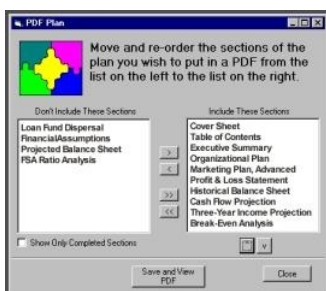 PDF Plan
Move and re-order the sections of the
plan you wish to put in a PDF from the
list on the left to the list on the right.
Don't Include These Sections
Loan Fund Dispersal
FinancialAssumptions
Projected Balance Sheet
FSA Ratio Analysis
Show Only Completed Sections
>
<
>>
<<
Include These Sections
Cover Sheet
Table of Contents
Executive Summary
Organizational Plan
Marketing Plan, Advanced
Profit & Loss Statement
Historical Balance Sheet
Cash Flow Projection
Three-Year Income Projection
Break-Even Analysis
v
Save and View
PDF
Close